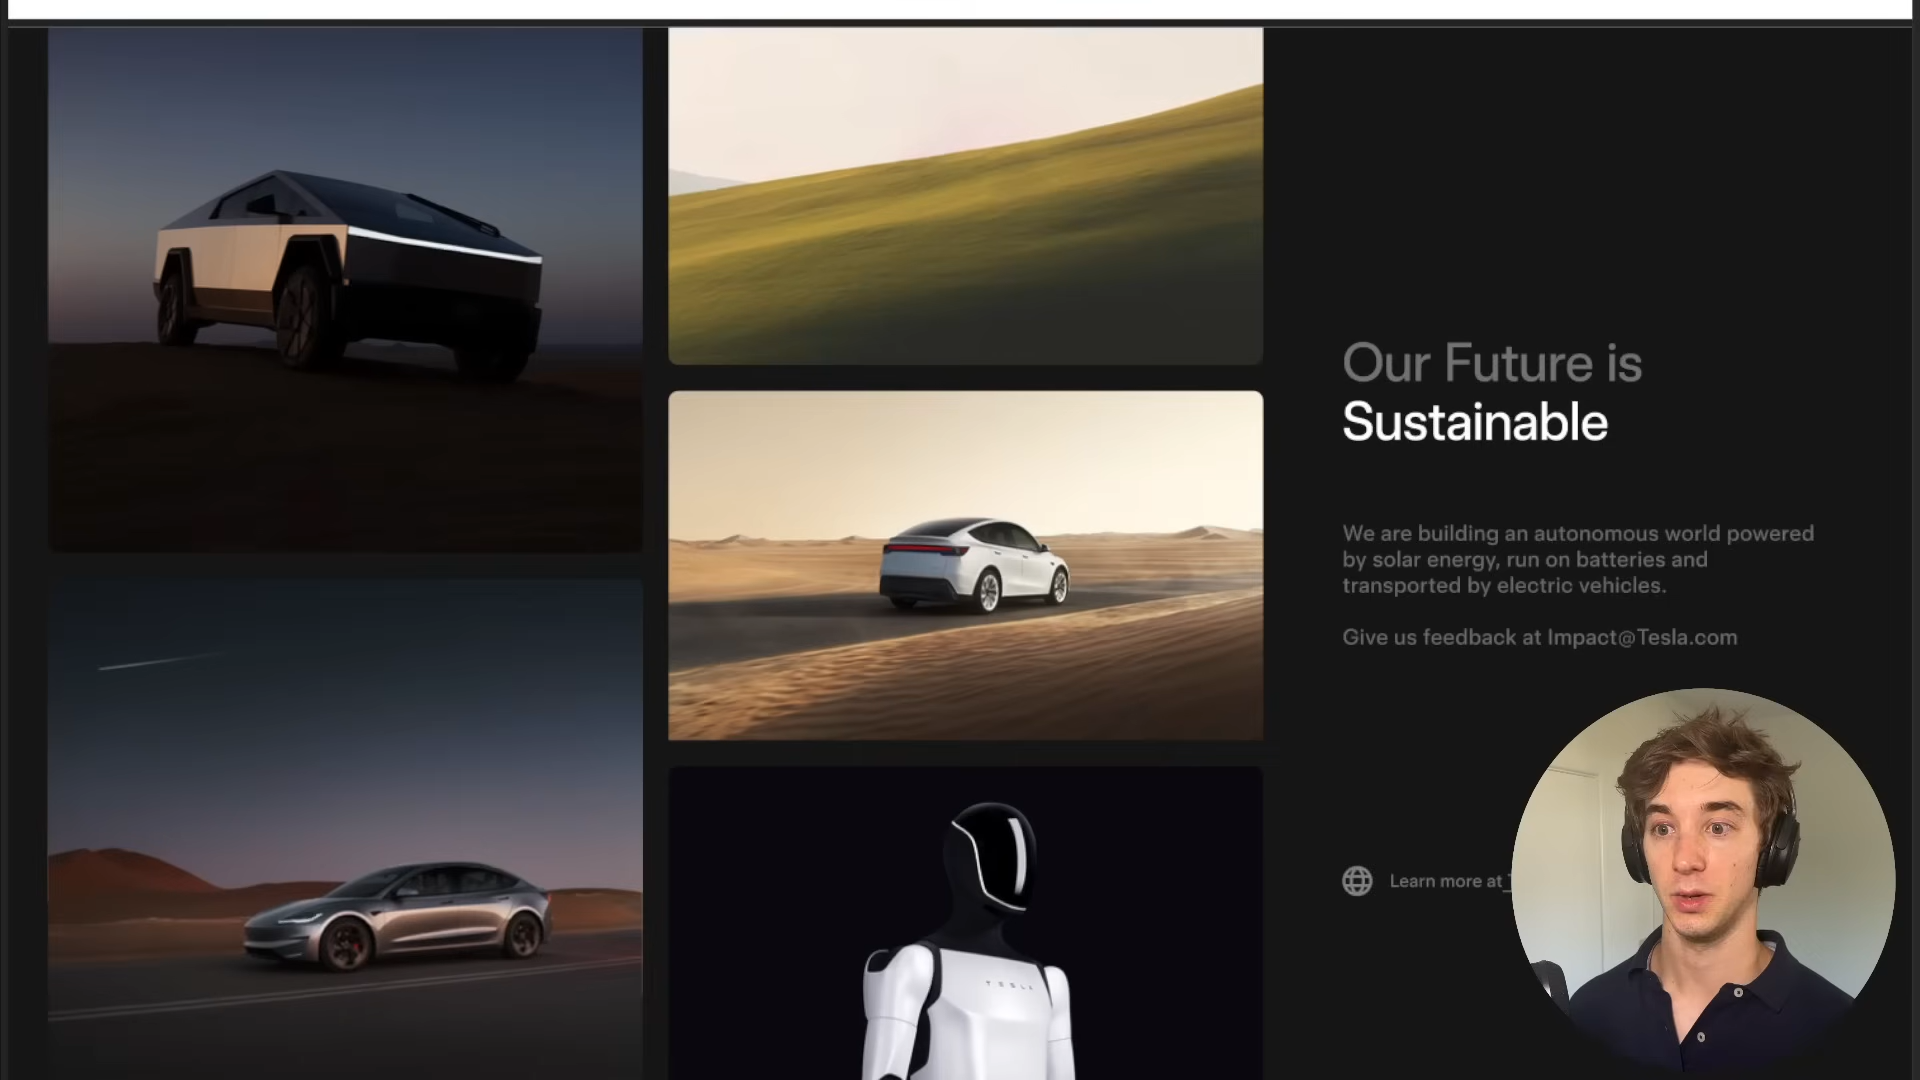 Our Future is
Sustainable
We are building an autonomous world powered
by solar energy, run on batteries and
transported by electric vehicles.
Give us feedback at Impact@Tesla.com
Learn more at
TESLA